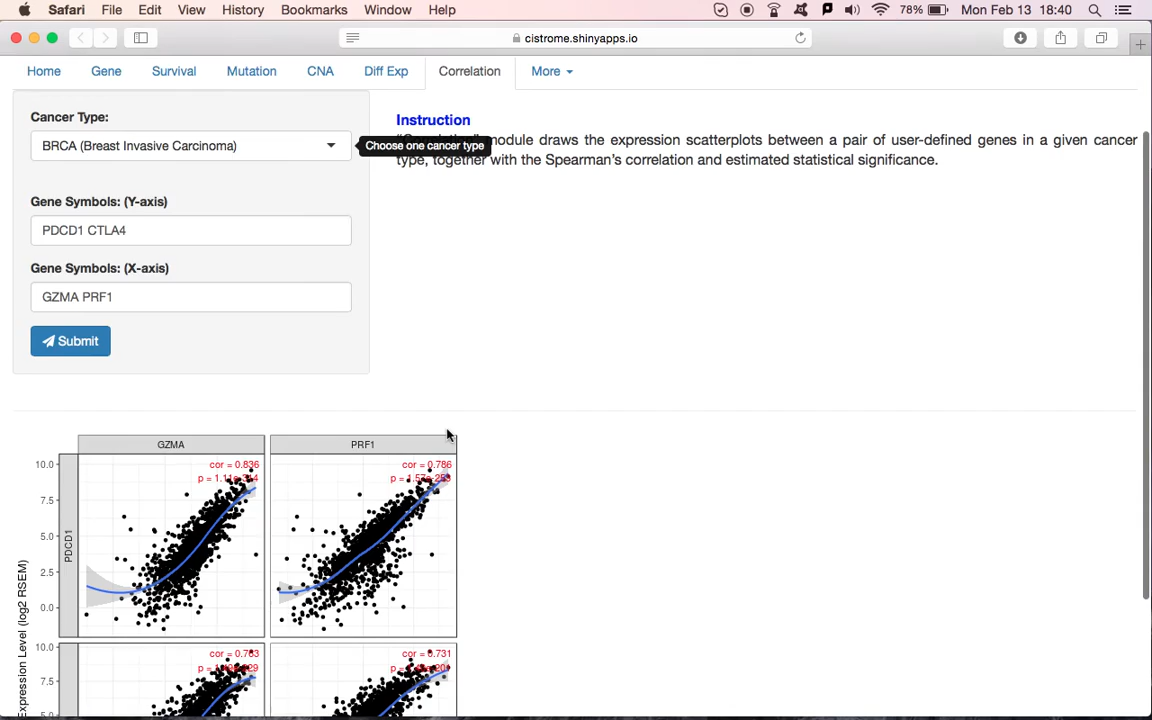 Safari File Edit View History Bookmarks Window Help 78% Mon Feb 13 18:40
cistrome.shinyapps.io
Home Gene Survival Mutation CNA Diff Exp Correlation More
Cancer Type:
BRCA (Breast Invasive Carcinoma)
Choose one cancer type
Gene Symbols: (Y-axis)
PDCD1 CTLA4
Gene Symbols: (X-axis)
GZMA PRF1
Submit
Instruction
module draws the expression scatterplots between a pair of user-defined genes in a given cancer
type, together with the Spearman's correlation and estimated statistical significance.
GZMA PRF1
cor = 0.836 cor = 0.786
p =
p =
10.0
7.5
5.0
2.5
0.0
PDCD1
cor = cor = 0.731
p =
p =
10.0
7.5
5.0
Expression Level (log2 RSEM)